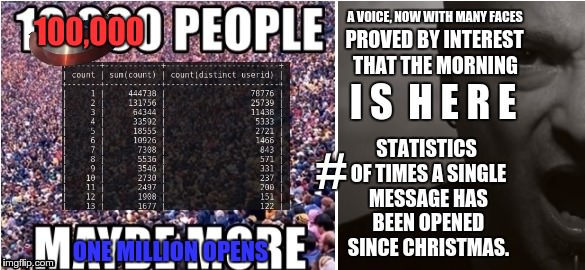 100,000 PEOPLE
| count | sum(count) | count(distinct userid) |
| 1 | 444738 | 78776 |
| 2 | 131756 | 25739 |
| 3 | 64344 | 11438 |
| 4 | 33592 | 5333 |
| 5 | 18555 | 2721 |
| 6 | 10926 | 1466 |
| 7 | 7308 | 843 |
| 8 | 5536 | 571 |
| 9 | 3546 | 331 |
| 10 | 2730 | 237 |
| 11 | 2497 | 200 |
| 12 | 1908 | 151 |
| 13 | 1677 | 122 |
MAYBE MORE
ONE MILLION OPENS
imgflip.com
A VOICE, NOW WITH MANY FACES
PROVED BY INTEREST
THAT THE MORNING
I S H E R E
STATISTICS
# OF TIMES A SINGLE
MESSAGE HAS
BEEN OPENED
SINCE CHRISTMAS.